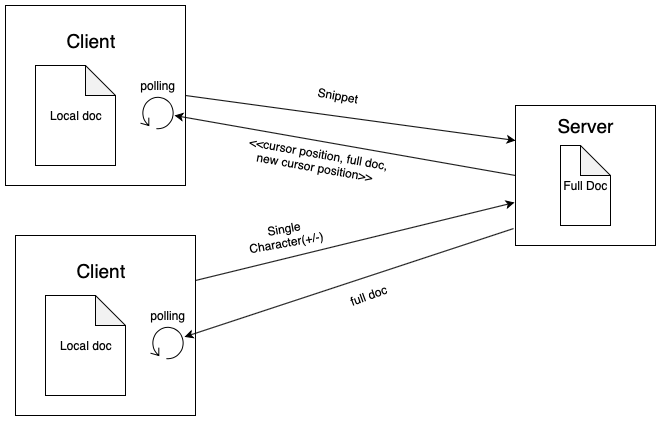 Client
polling
Local doc
Snippet
<<cursor position, full doc,
new cursor position>>
Server
Full Doc
Single
Character(+/-)
Client
polling
Local doc
full doc